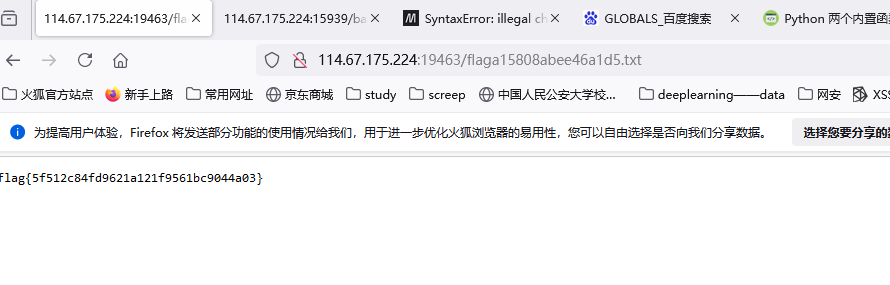 114.67.175.224:19463/fla
114.67.175.224:15939/ba
SyntaxError: illegal ch
GLOBALS_百度搜索
Python 两个内置函
114.67.175.224:19463/flaga15808abee46a1d5.txt
火狐官方站点 新手上路 常用网址 京东商城 study screep 中国人民公安大学学校... deeplearning——data 网安 XSS
为提高用户体验，Firefox 将发送部分功能的使用情况给我们，用于进一步优化火狐浏览器的易用性，您可以自由选择是否向我们分享数据。 选择您要分享的
flag{5f512c84fd9621a121f9561bc9044a03}